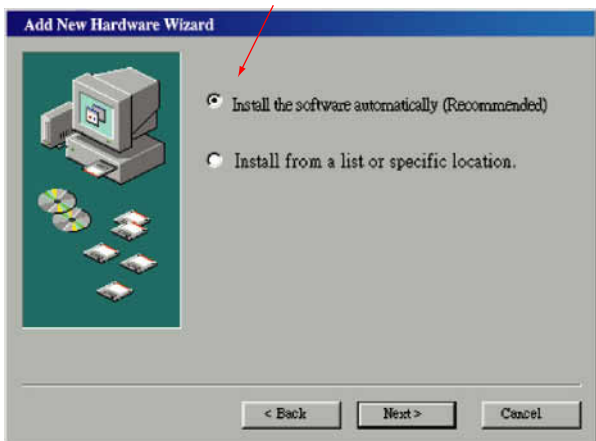 Add New Hardware Wizard
Install the software automatically (Recommended)
Install from a list or specific location.
< Back
Next >
Cancel